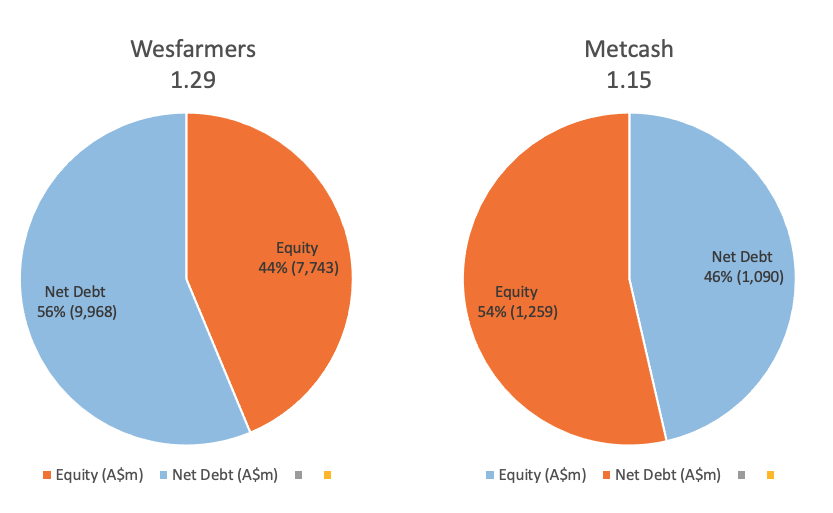 Wesfarmers
1.29
Equity
44% (7,743)
Net Debt
56% (9,968)
Equity (A$m)
Net Debt (A$m)
Metcash
1.15
Net Debt
46% (1,090)
Equity
54% (1,259)
Equity (A$m)
Net Debt (A$m)